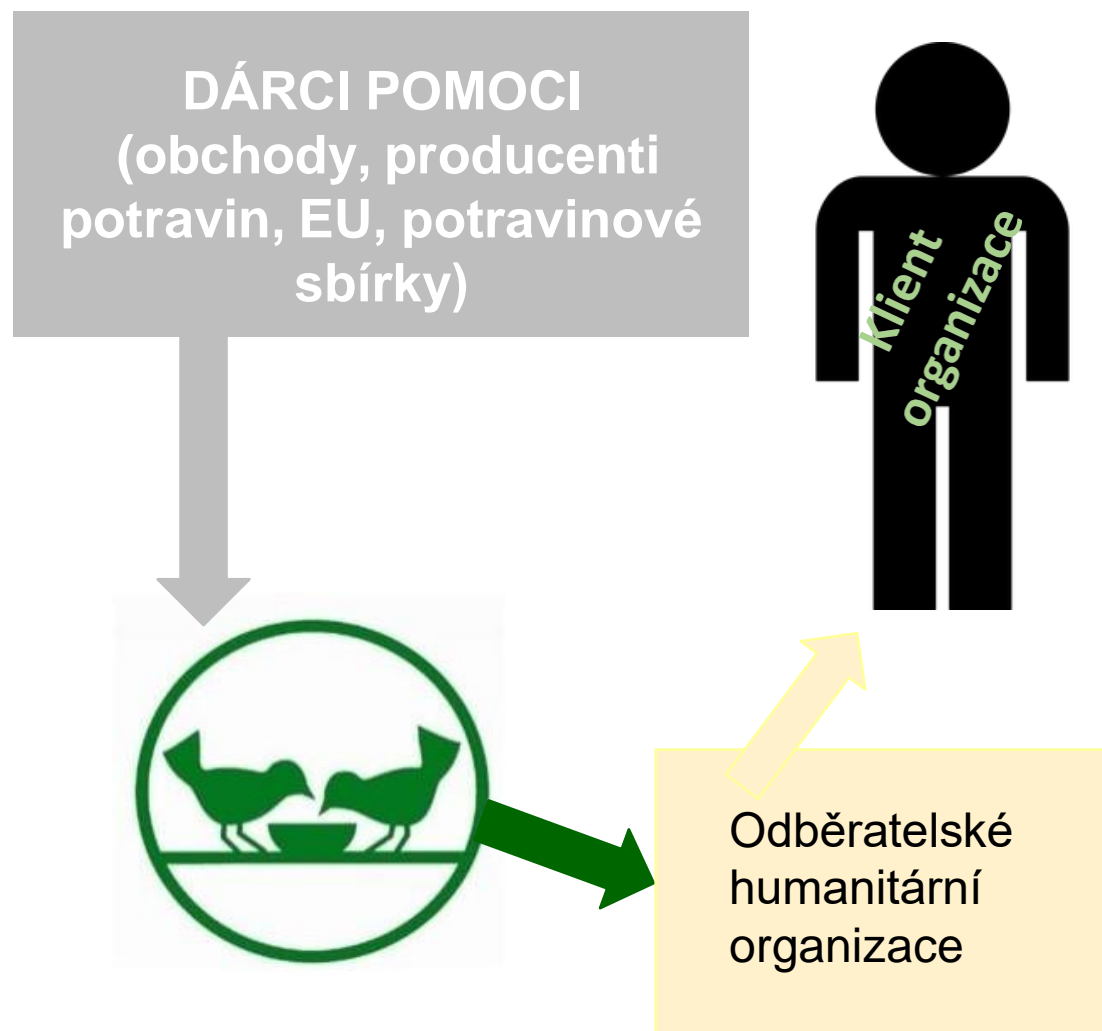 DÁRCI POMOCI
(obchody, producenti
potravin, EU, potravinové
sbírky)
Klient
organizace
Odběratelské
humanitární
organizace